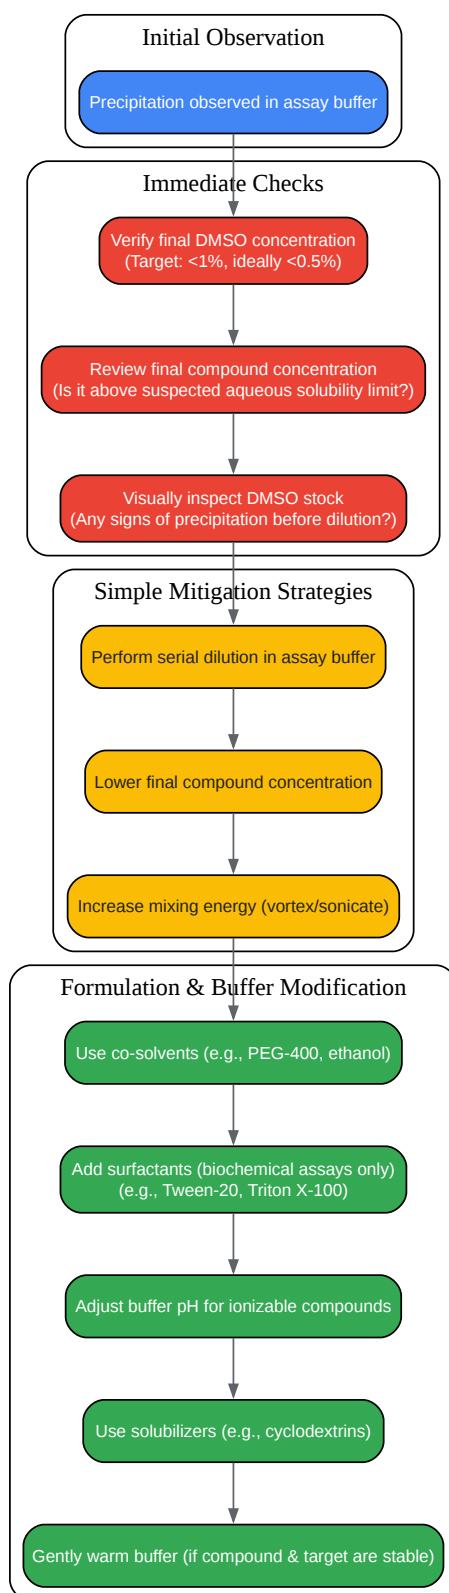 Initial Observation
Precipitation observed in assay buffer
Immediate Checks
Verify final DMSO concentration
(Target: <1%, ideally <0.5%)
Review final compound concentration
(Is it above suspected aqueous solubility limit?)
Visually inspect DMSO stock
(Any signs of precipitation before dilution?)
Simple Mitigation Strategies
Perform serial dilution in assay buffer
Lower final compound concentration
Increase mixing energy (vortex/sonicate)
Formulation & Buffer Modification
Use co-solvents (e.g., PEG-400, ethanol)
Add surfactants (biochemical assays only)
(e.g., Tween-20, Triton X-100)
Adjust buffer pH for ionizable compounds
Use solubilizers (e.g., cyclodextrins)
Gently warm buffer (if compound & target are stable)